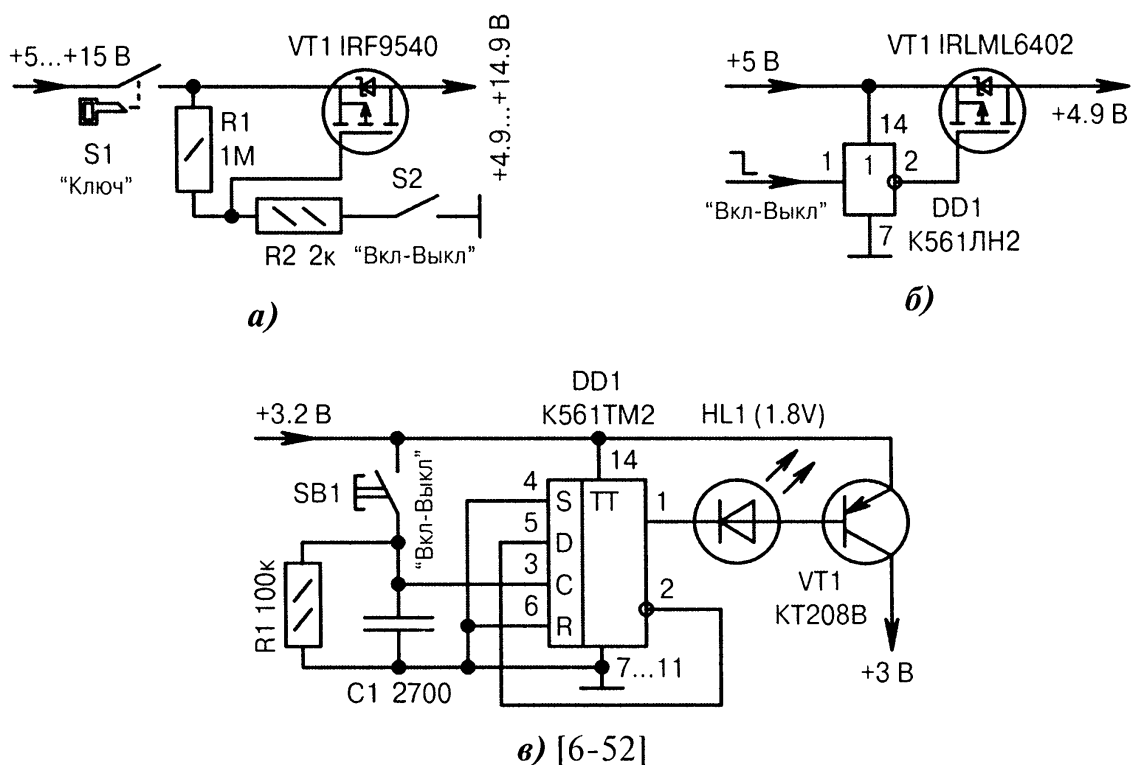 +5...+15 В
S1
"Ключ"
R1
1М
VT1 IRF9540
+4.9...+14.9 В
S2
R2 2к
"Вкл-Выкл"
а)
+5 В
VT1 IRLML6402
+4.9 В
14
1
1
2
"Вкл-Выкл"
7
DD1
К561ЛН2
б)
+3.2 В
DD1
К561ТМ2
HL1 (1.8V)
14
SB1
"Вкл-Выкл"
4
S
TT
1
5
D
3
C
2
6
R
R1 100к
C1 2700
7...11
VT1
КТ208В
+3 В
в) [6-52]